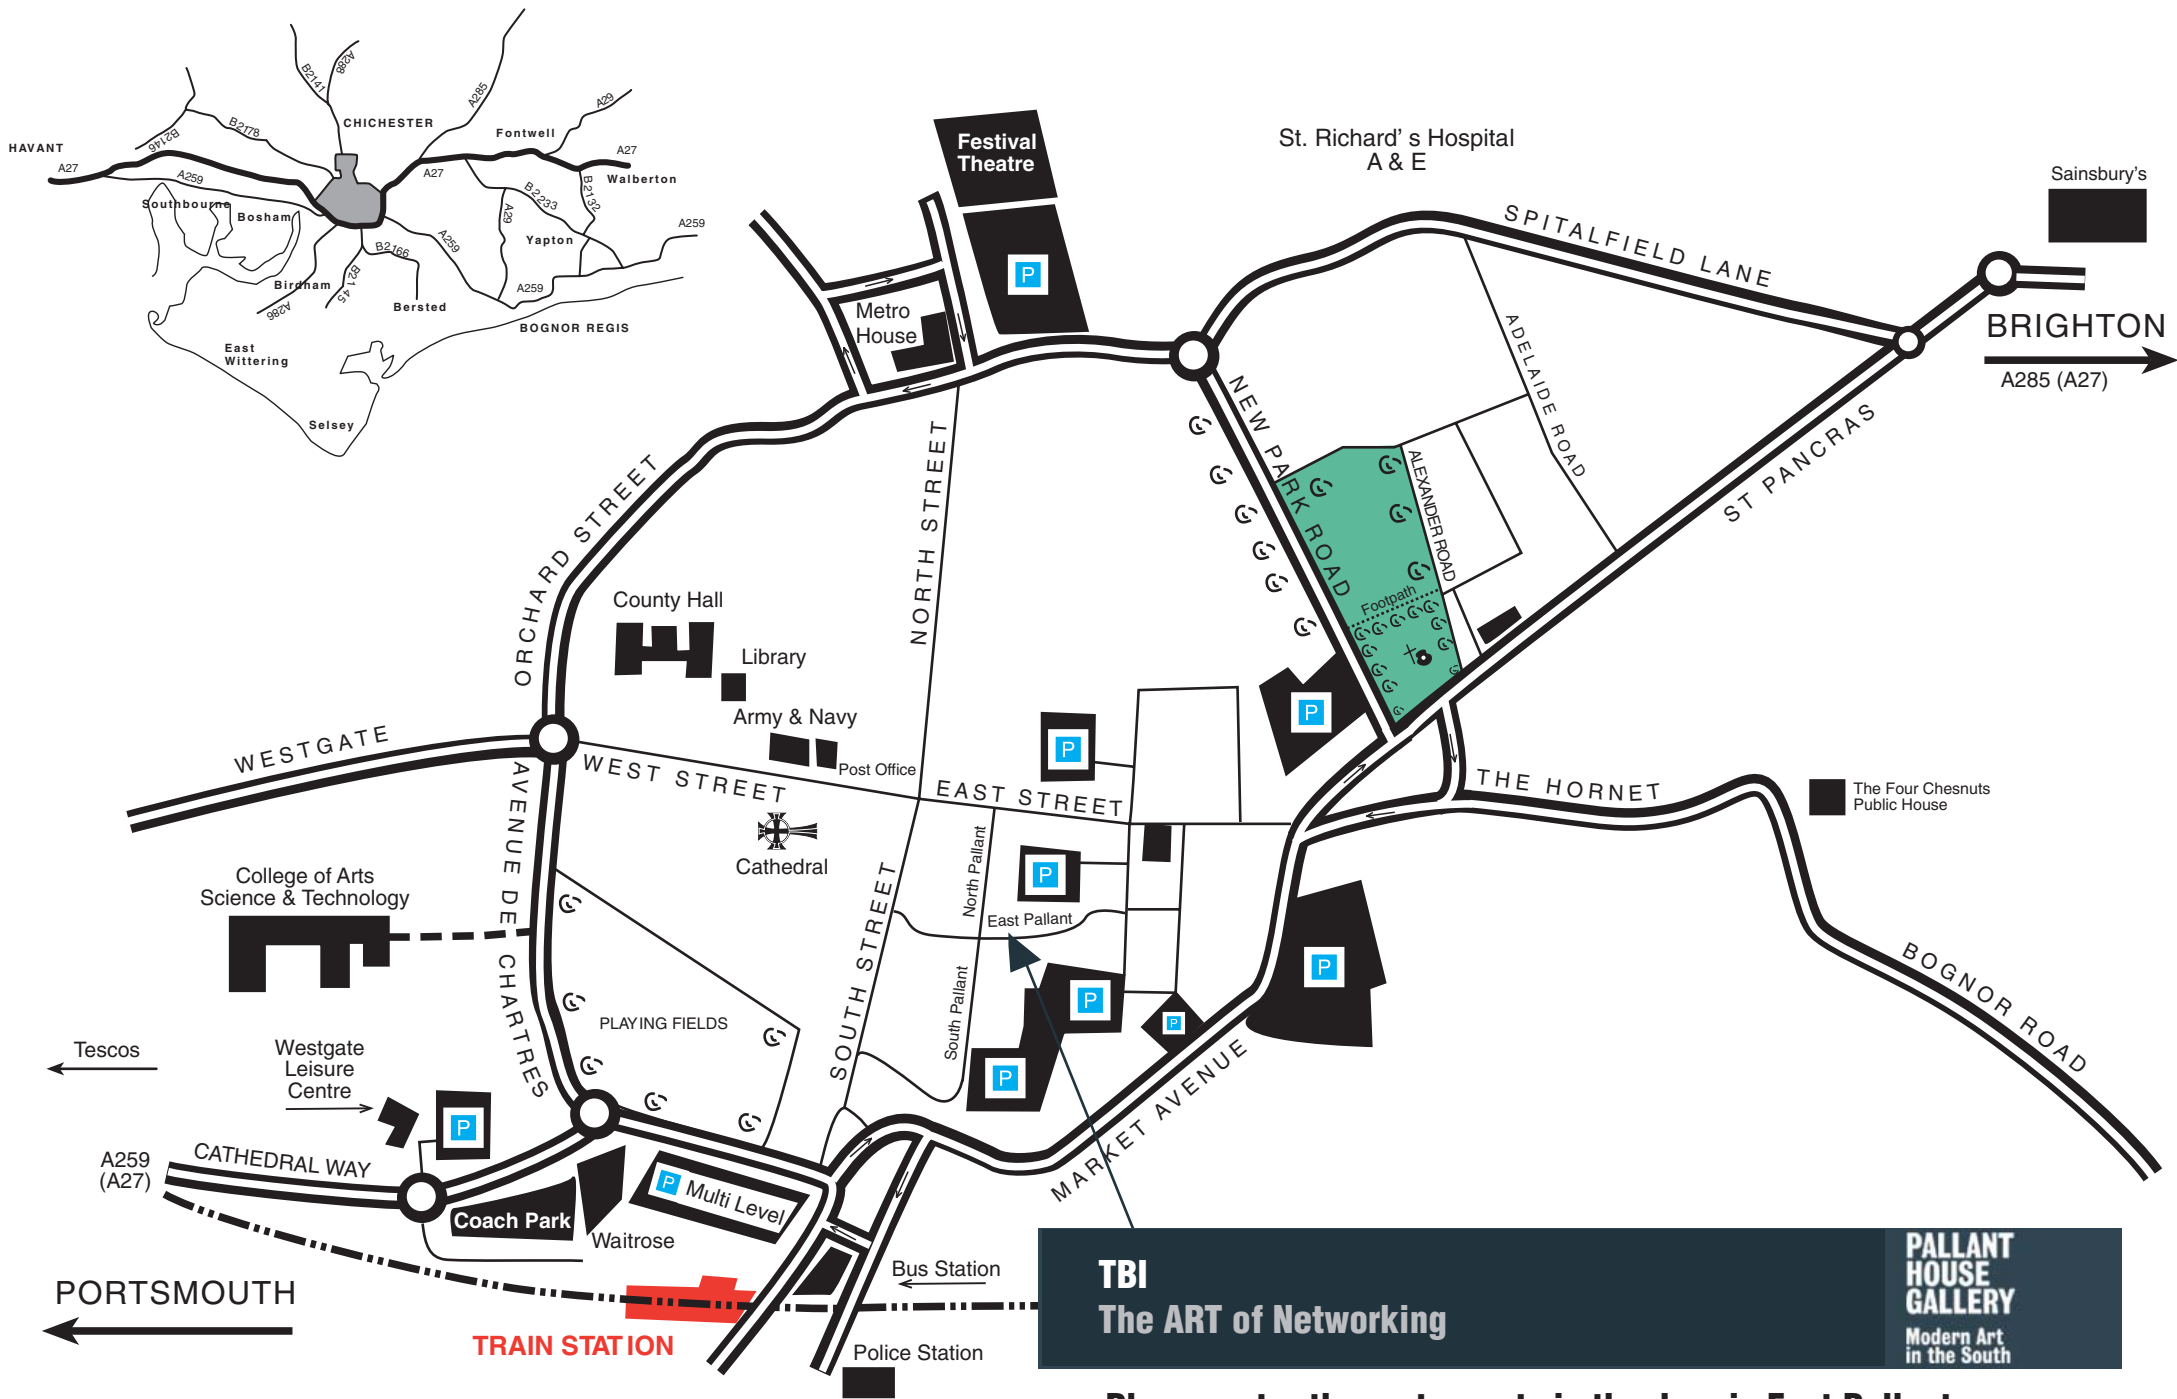 B2141
A288
A285
A29
CHICHESTER
Fontwell
B2178
B2146
HAVANT
A27
A27
A27
Walberton
A259
Southbourne
Bosham
B2233
B2132
A29
Yapton
A259
A259
B2166
B2145
Birdham
A286
Bersted
A259
BOGNOR REGIS
East
Wittering
Selsey
Festival
Theatre
P
Metro
House
St. Richard' s Hospital
A & E
Sainsbury's
SPITALFIELD LANE
BRIGHTON
A285 (A27)
ADELAIDE ROAD
ST PANCRAS
NEW PARK ROAD
ALEXANDER ROAD
Footpath
NORTH STREET
ORCHARD STREET
County Hall
Library
Army & Navy
Post Office
P
P
WESTGATE
WEST STREET
EAST STREET
THE HORNET
The Four Chesnuts
Public House
Cathedral
AVENUE DE CHARTRES
College of Arts
Science & Technology
North Pallant
P
East Pallant
SOUTH STREET
South Pallant
P
P
P
P
BOGNOR ROAD
PLAYING FIELDS
Tescos
Westgate
Leisure
Centre
P
MARKET AVENUE
A259
(A27)
CATHEDRAL WAY
Coach Park
Waitrose
P Multi Level
PORTSMOUTH
TRAIN STATION
Bus Station
Police Station
TBI
The ART of Networking
PALLANT
HOUSE
GALLERY
Modern Art
in the South